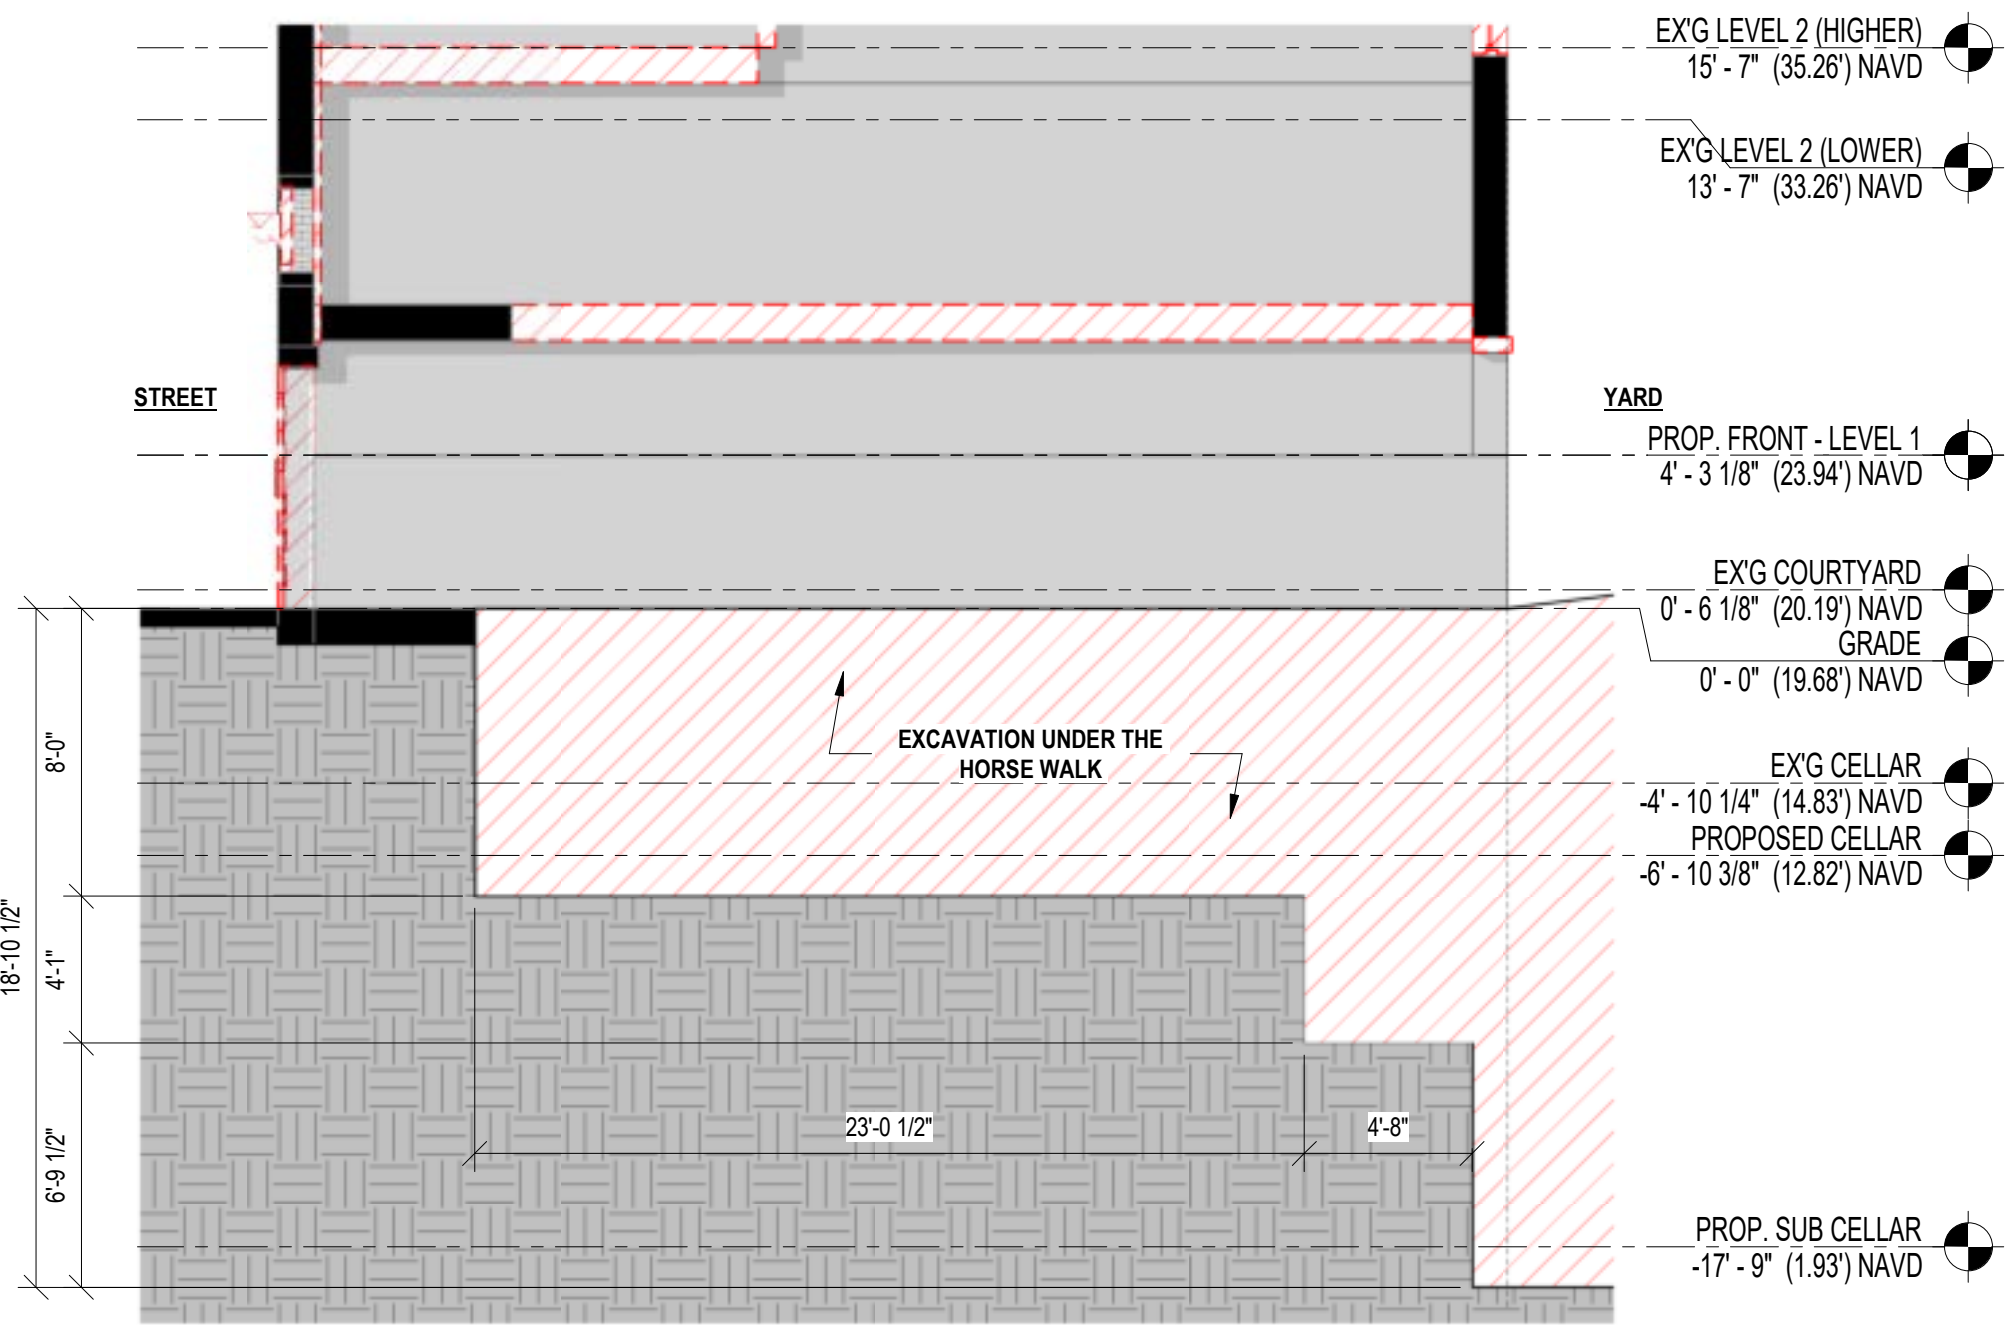 EX'G LEVEL 2 (HIGHER)
15' - 7" (35.26') NAVD
EX'G LEVEL 2 (LOWER)
13' - 7" (33.26') NAVD
STREET
YARD
PROP. FRONT - LEVEL 1
4' - 3 1/8" (23.94') NAVD
EX'G COURTYARD
0' - 6 1/8" (20.19') NAVD
GRADE
0' - 0" (19.68') NAVD
EXCAVATION UNDER THE
HORSE WALK
EX'G CELLAR
-4' - 10 1/4" (14.83') NAVD
PROPOSED CELLAR
-6' - 10 3/8" (12.82') NAVD
8'-0"
18'-10 1/2"
4'-1"
6'-9 1/2"
23'-0 1/2"
4'-8"
PROP. SUB CELLAR
-17' - 9" (1.93') NAVD